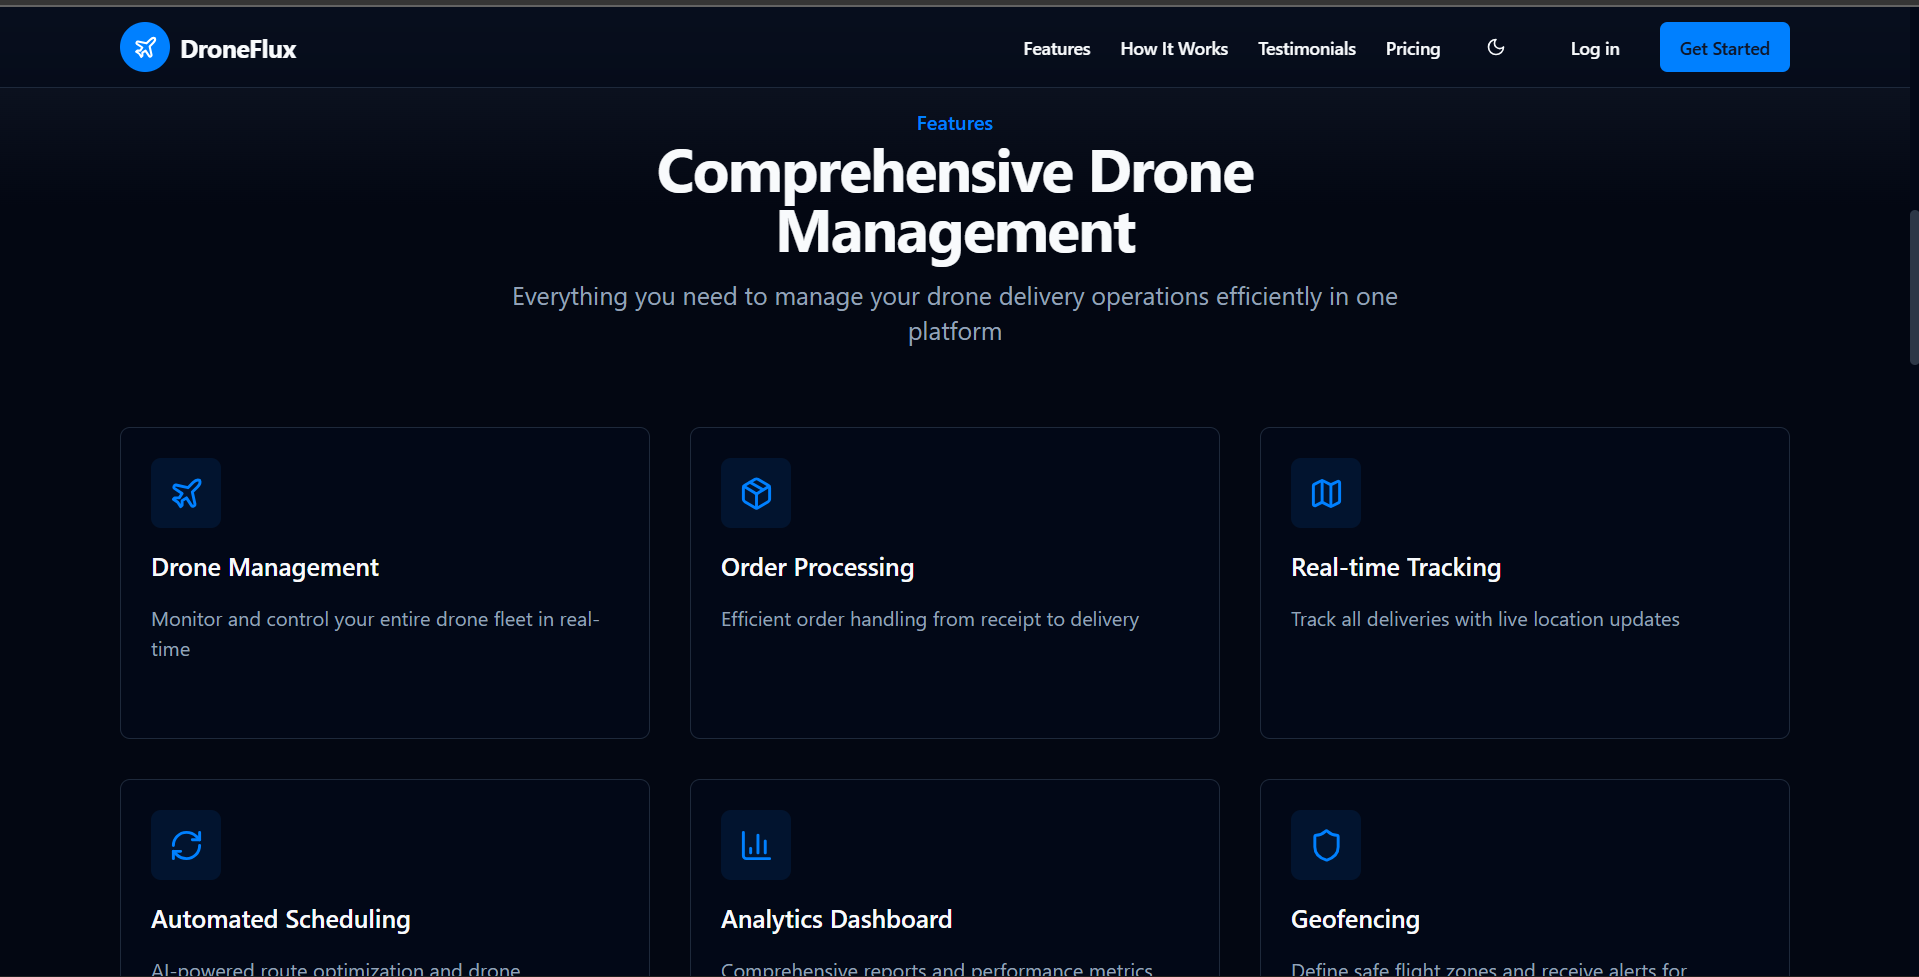 DroneFlux
Features
How It Works
Testimonials
Pricing
Log in
Get Started
Features
Comprehensive Drone
Management
Everything you need to manage your drone delivery operations efficiently in one
platform
Drone Management
Monitor and control your entire drone fleet in real-
time
Order Processing
Efficient order handling from receipt to delivery
Real-time Tracking
Track all deliveries with live location updates
Automated Scheduling
AI-powered route optimization and drone
Analytics Dashboard
Comprehensive reports and performance metrics
Geofencing
Define safe flight zones and receive alerts for